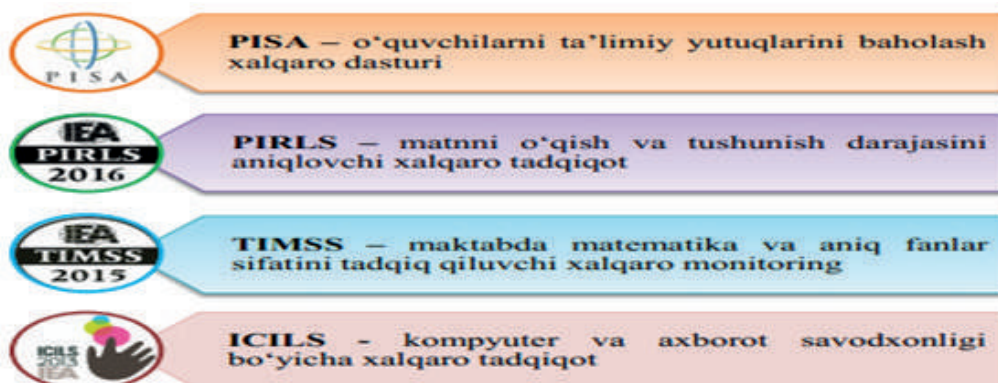 PISA
PISA – o‘quvchilarni ta’limiy yutuqlarini baholash
xalqaro dasturi
IEA
PIRLS
2016
PIRLS – matnni o‘qish va tushunish darajasini
aniqlovchi xalqaro tadqiqot
IEA
TIMSS
2015
TIMSS – maktabda matematika va aniq fanlar
sifatini tadqiq qiluvchi xalqaro monitoring
ICILS
2013
IEA
ICILS - kompyuter va axborot savodxonligi
bo‘yicha xalqaro tadqiqot